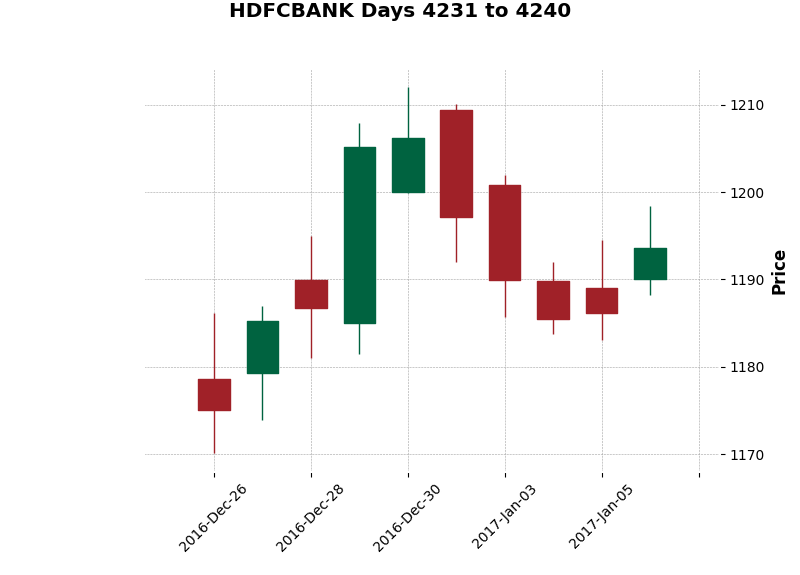 HDFCBANK Days 4231 to 4240
1210
1200
1190
1180
1170
Price
2016-Dec-26
2016-Dec-28
2016-Dec-30
2017-Jan-03
2017-Jan-05